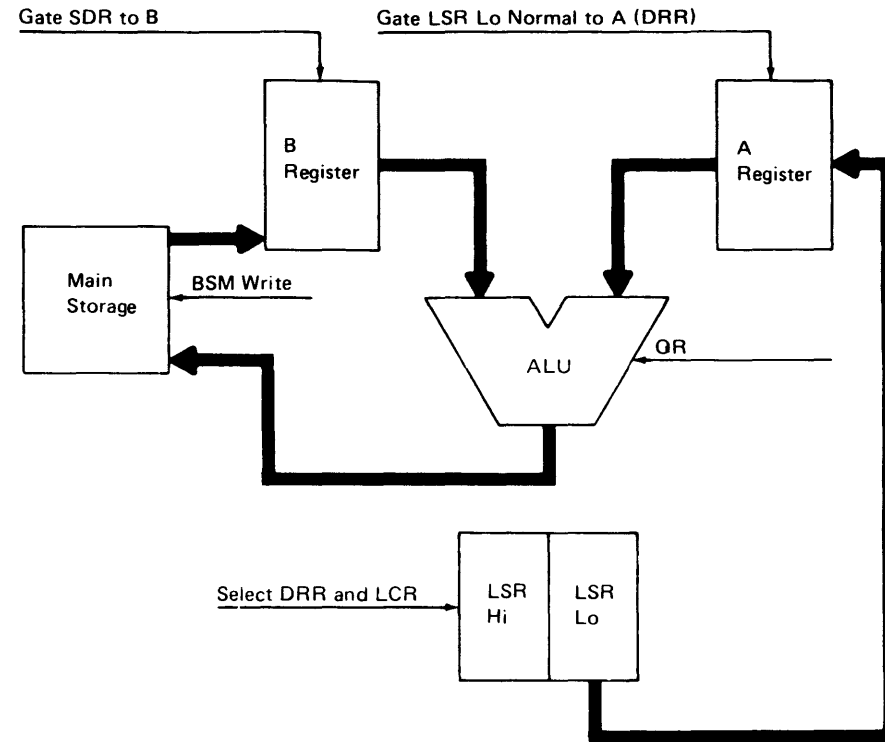 Gate SDR to B
Gate LSR Lo Normal to A (DRR)
B
Register
A
Register
Main
Storage
BSM Write
OR
ALU
Select DRR and LCR
LSR
Hi
LSR
Lo